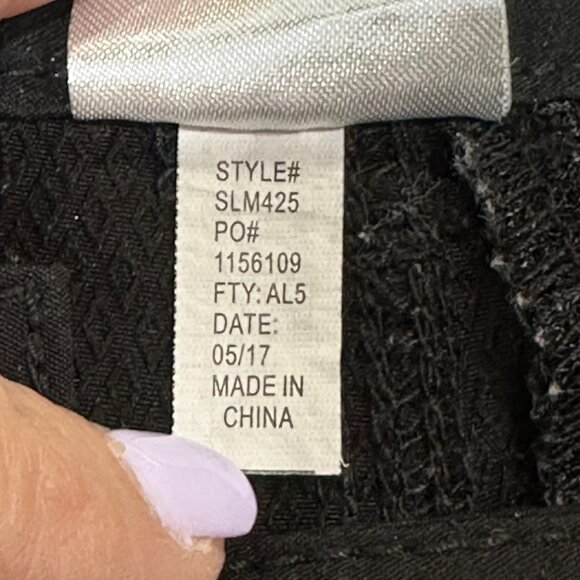 STYLE#
SLM425
PO#
1156109
FTY: AL5
DATE:
05/17
MADE IN
CHINA